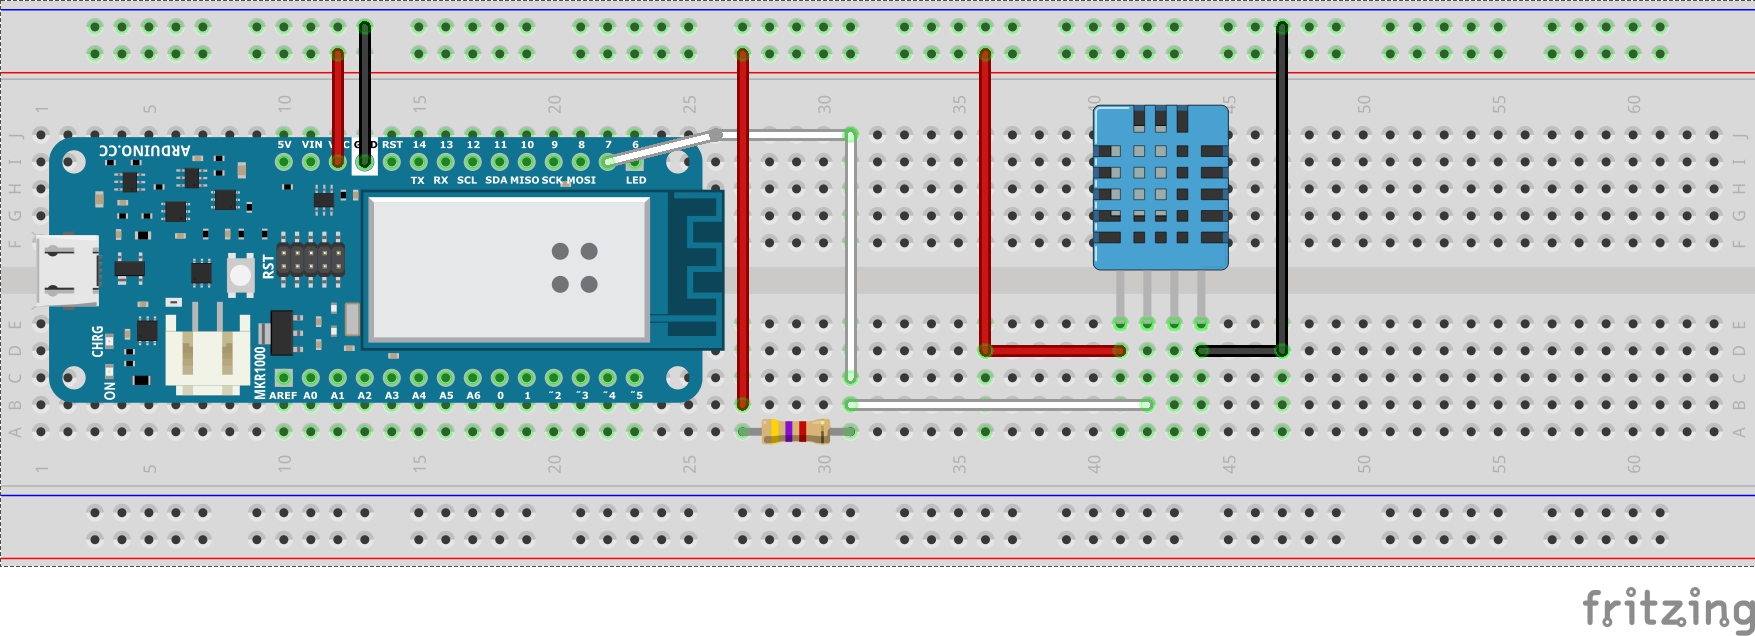 1 5 10 15 20 25 30 35 40 45 50 55 60
J J
ARDUINO.CC
5V VIN VCC GND RST 14 13 12 11 10 9 8 7 6
I I
TX RX SCL SDA MISO SCK MOSI LED
H H
G G
F F
RST
E E
CHRG
D D
MKR1000
C C
ON
AREF A0 A1 A2 A3 A4 A5 A6 0 1 ~2 ~3 ~4 ~5
B B
A A
1 5 10 15 20 25 30 35 40 45 50 55 60
fritzing